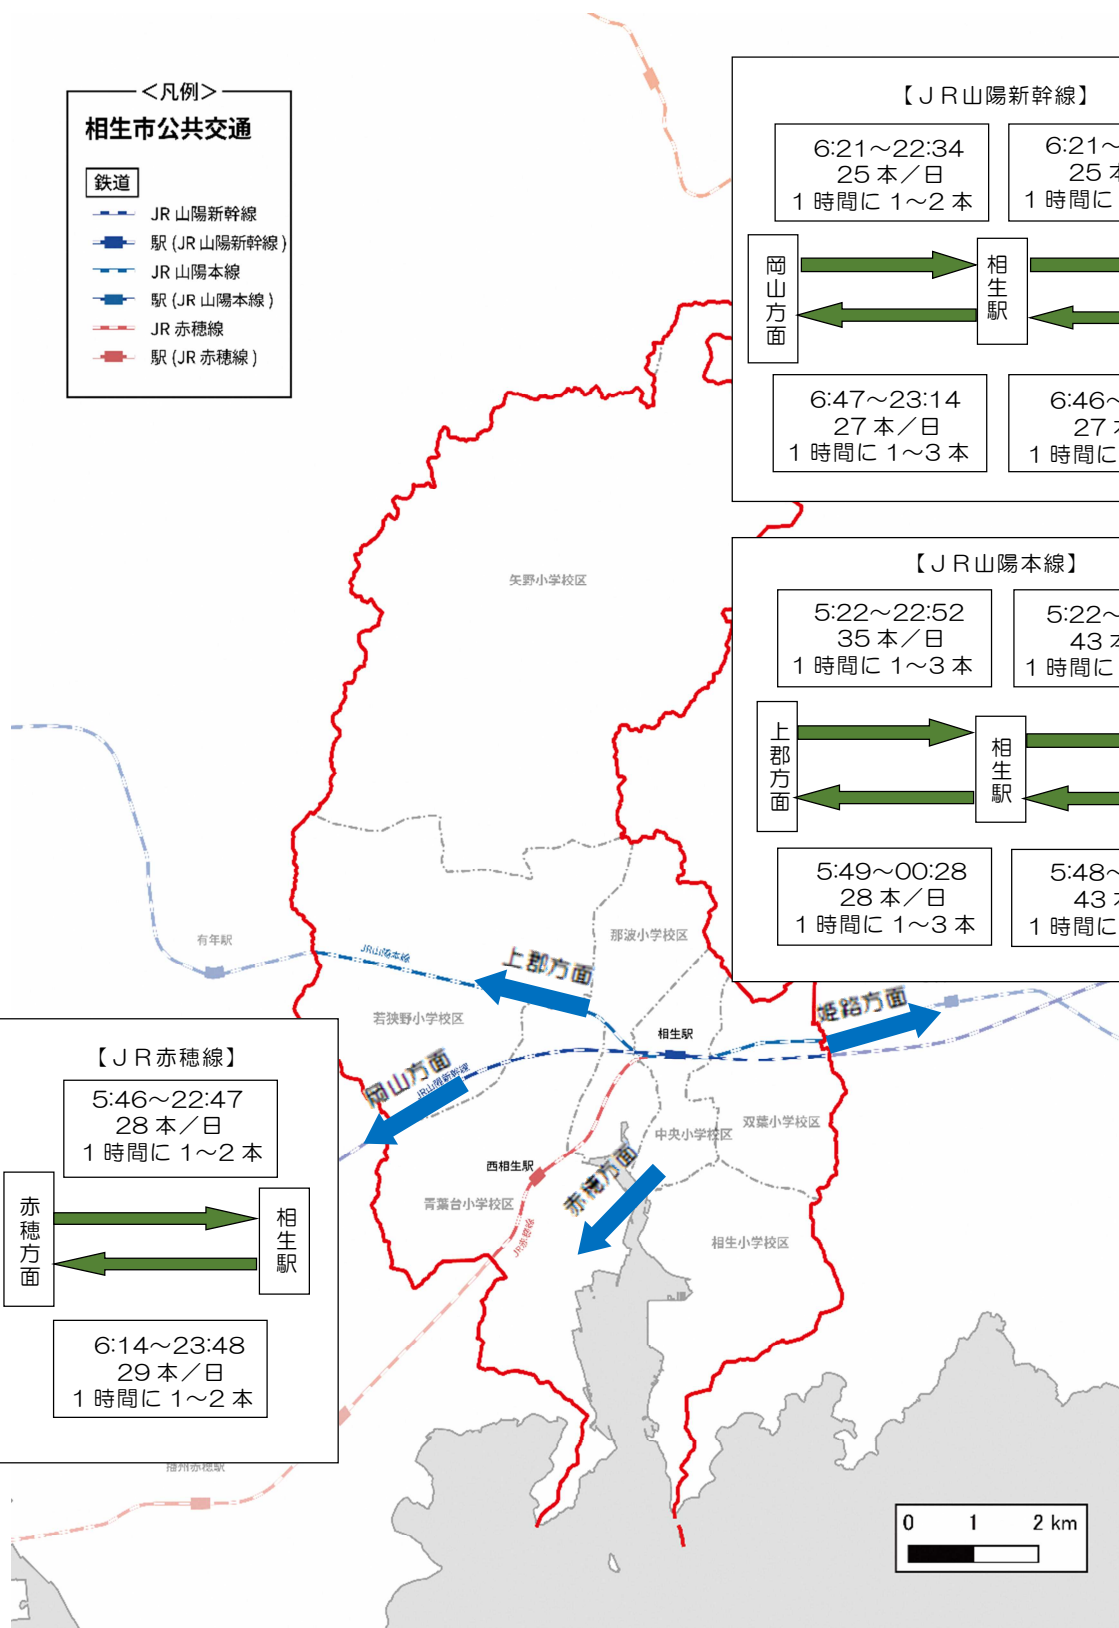 ＜凡例＞
相生市公共交通
鉄道
JR 山陽新幹線
駅 (JR 山陽新幹線 )
JR 山陽本線
駅 (JR 山陽本線 )
JR 赤穂線
駅 (JR 赤穂線 )
【ＪＲ山陽新幹線】
6:21～22:34
25 本／日
1 時間に 1～2 本
6:21～
25 本
1 時間に
岡山方面
相生駅
6:47～23:14
27 本／日
1 時間に 1～3 本
6:46～
27 本
1 時間に
【ＪＲ山陽本線】
5:22～22:52
35 本／日
1 時間に 1～3 本
5:22～
43 本
1 時間に
上郡方面
相生駅
5:49～00:28
28 本／日
1 時間に 1～3 本
5:48～
43 本
1 時間に
矢野小学校区
有年駅
JR山陽本線
上郡方面
那波小学校区
若狭野小学校区
相生駅
姫路方面
岡山方面
JR山陽新幹線
中央小学校区
双葉小学校区
西相生駅
赤穂方面
青葉台小学校区
JR赤穂線
相生小学校区
【ＪＲ赤穂線】
5:46～22:47
28 本／日
1 時間に 1～2 本
赤穂方面
相生駅
6:14～23:48
29 本／日
1 時間に 1～2 本
播州赤穂駅
0 1 2 km